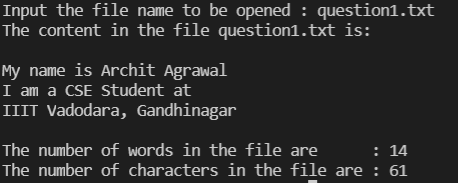 Input the file name to be opened : question1.txt
The content in the file question1.txt is:
My name is Archit Agrawal
I am a CSE Student at
IIIT Vadodara, Gandhinagar
The number of words in the file are      : 14
The number of characters in the file are : 61